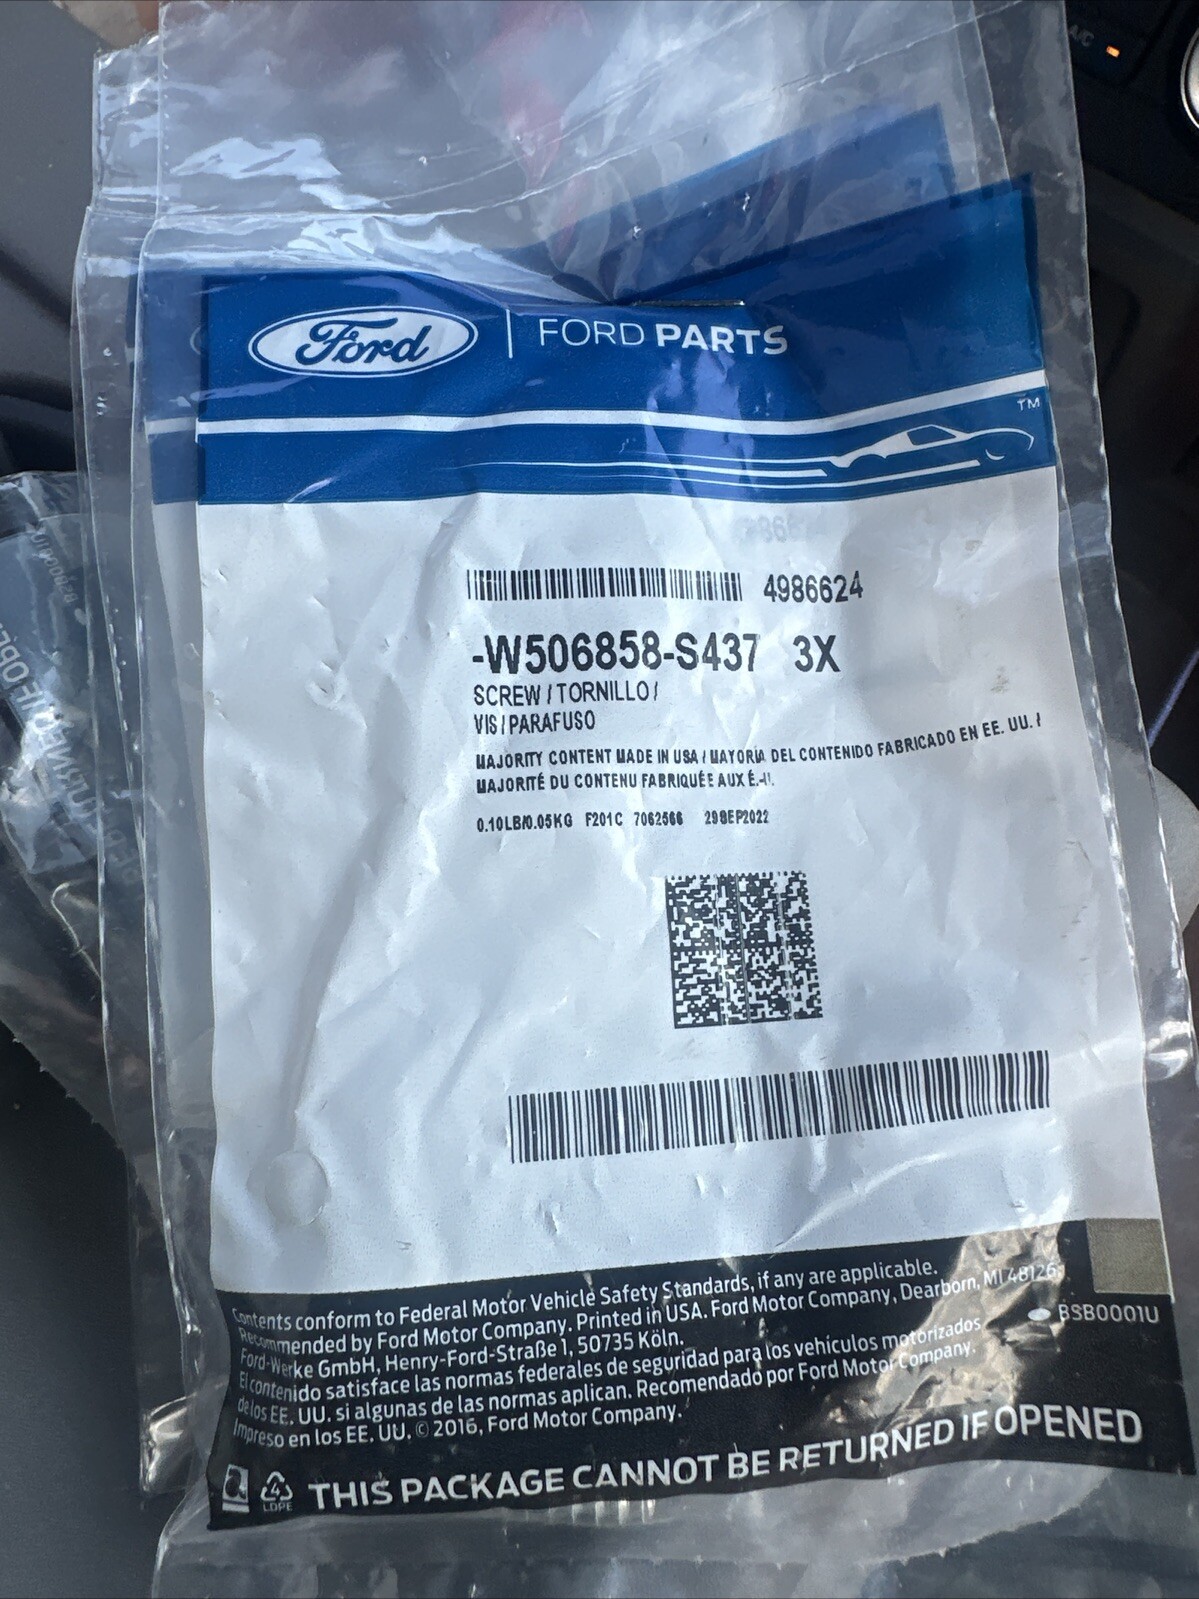 A/C
Ford | FORD PARTS
TM
4986624
-W506858-S437 3X
SCREW / TORNILLO /
VIS / PARAFUSO
MAJORITY CONTENT MADE IN USA / MAYORIA DEL CONTENIDO FABRICADO EN EE. UU. /
MAJORITÉ DU CONTENU FABRIQUÉE AUX É.-U.
0.10LB/0.05KG F201C 7062566 29SEP2022
Contents conform to Federal Motor Vehicle Safety Standards, if any are applicable.
Recommended by Ford Motor Company. Printed in USA. Ford Motor Company, Dearborn, MI 48126
Ford-Werke GmbH, Henry-Ford-Straße 1, 50735 Köln.
El contenido satisface las normas federales de seguridad para los vehículos motorizados
de los EE. UU. si algunas de las normas aplican. Recomendado por Ford Motor Company.
Impreso en los EE. UU. © 2016, Ford Motor Company.
BSB0001U
4
LDPE
THIS PACKAGE CANNOT BE RETURNED IF OPENED